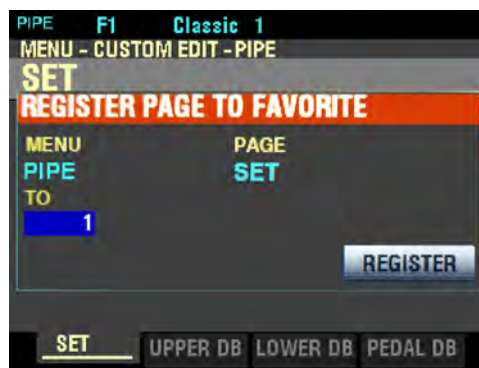 PIPE F1 Classic 1
MENU - CUSTOM EDIT - PIPE
SET
REGISTER PAGE TO FAVORITE
MENU PAGE
PIPE SET
TO
1
REGISTER
SET UPPER DB LOWER DB PEDAL DB